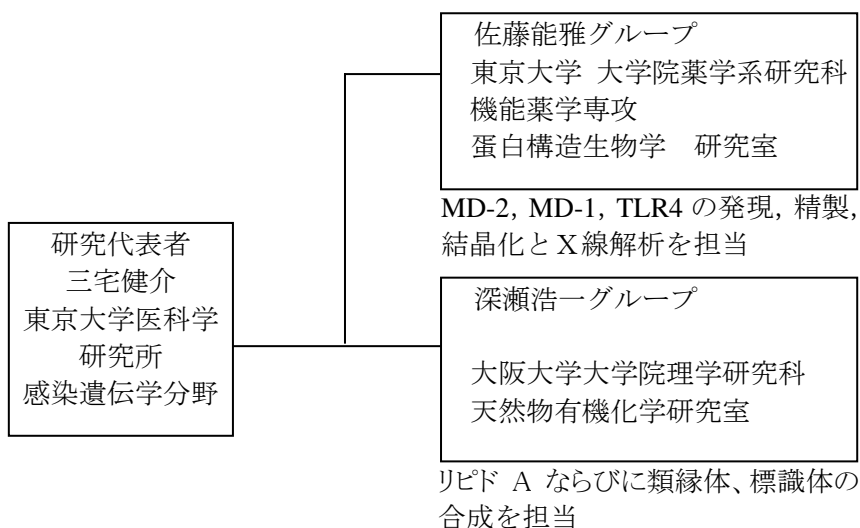 研究代表者
三宅健介
東京大学医科学
研究所
感染遺伝学分野
佐藤能雅グループ
東京大学 大学院薬学系研究科
機能薬学専攻
蛋白構造生物学　研究室
MD-2, MD-1, TLR4 の発現, 精製,
結晶化とX線解析を担当
深瀬浩一グループ
大阪大学大学院理学研究科
天然物有機化学研究室
リピド A ならびに類縁体、標識体の
合成を担当